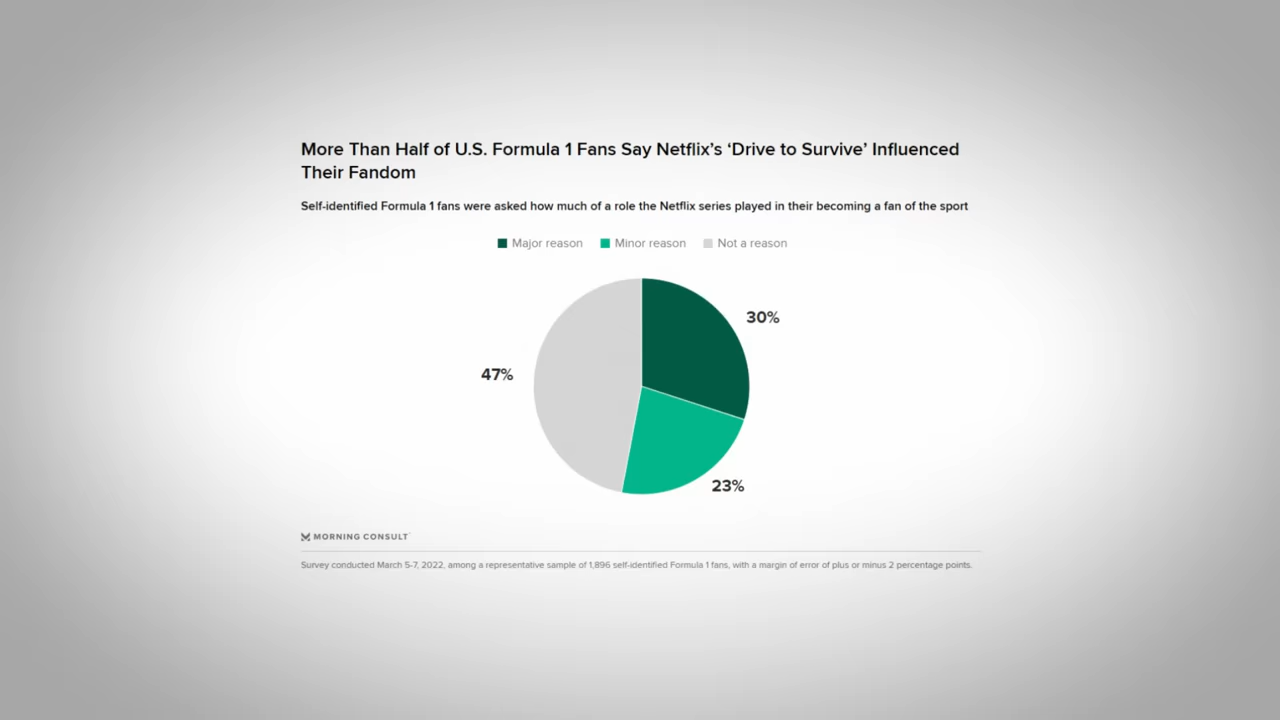 More Than Half of U.S. Formula 1 Fans Say Netflix’s ‘Drive to Survive’ Influenced
Their Fandom
Self-identified Formula 1 fans were asked how much of a role the Netflix series played in their becoming a fan of the sport
Major reason Minor reason Not a reason
30%
47%
23%
MORNING CONSULT
Survey conducted March 5-7, 2022, among a representative sample of 1,896 self-identified Formula 1 fans, with a margin of error of plus or minus 2 percentage points.